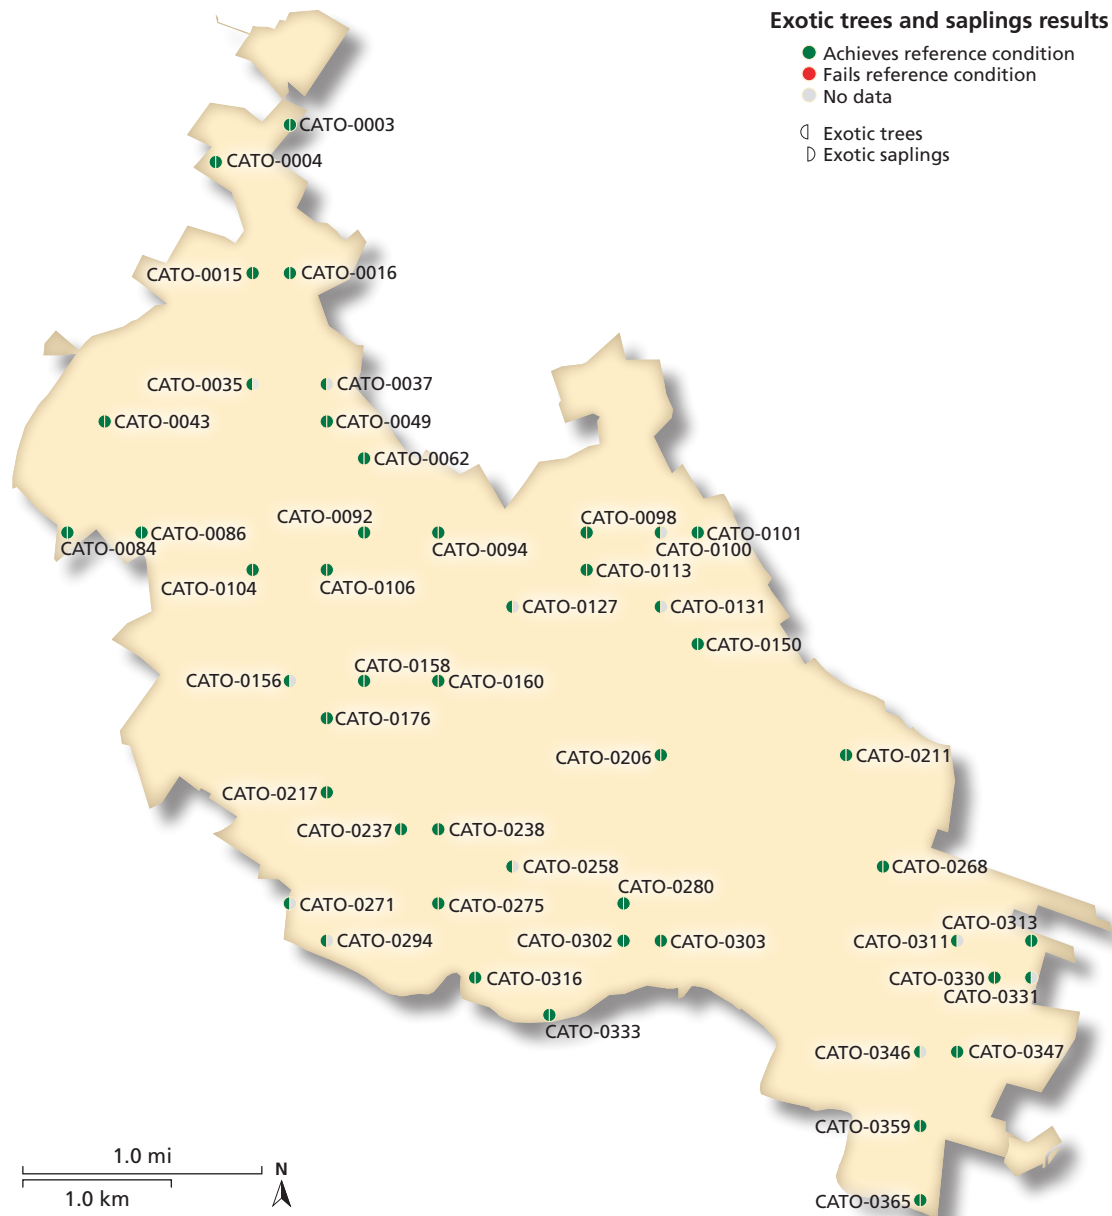 Exotic trees and saplings results
Achieves reference condition
Fails reference condition
No data
Exotic trees
Exotic saplings
CATO-0003
CATO-0004
CATO-0015
CATO-0016
CATO-0035
CATO-0037
CATO-0043
CATO-0049
CATO-0062
CATO-0092
CATO-0098
CATO-0084
CATO-0086
CATO-0094
CATO-0100
CATO-0101
CATO-0104
CATO-0106
CATO-0113
CATO-0127
CATO-0131
CATO-0150
CATO-0158
CATO-0156
CATO-0160
CATO-0176
CATO-0206
CATO-0211
CATO-0217
CATO-0237
CATO-0238
CATO-0258
CATO-0268
CATO-0280
CATO-0271
CATO-0275
CATO-0313
CATO-0294
CATO-0302
CATO-0303
CATO-0311
CATO-0316
CATO-0330
CATO-0331
CATO-0333
CATO-0346
CATO-0347
CATO-0359
CATO-0365
1.0 mi
N
1.0 km